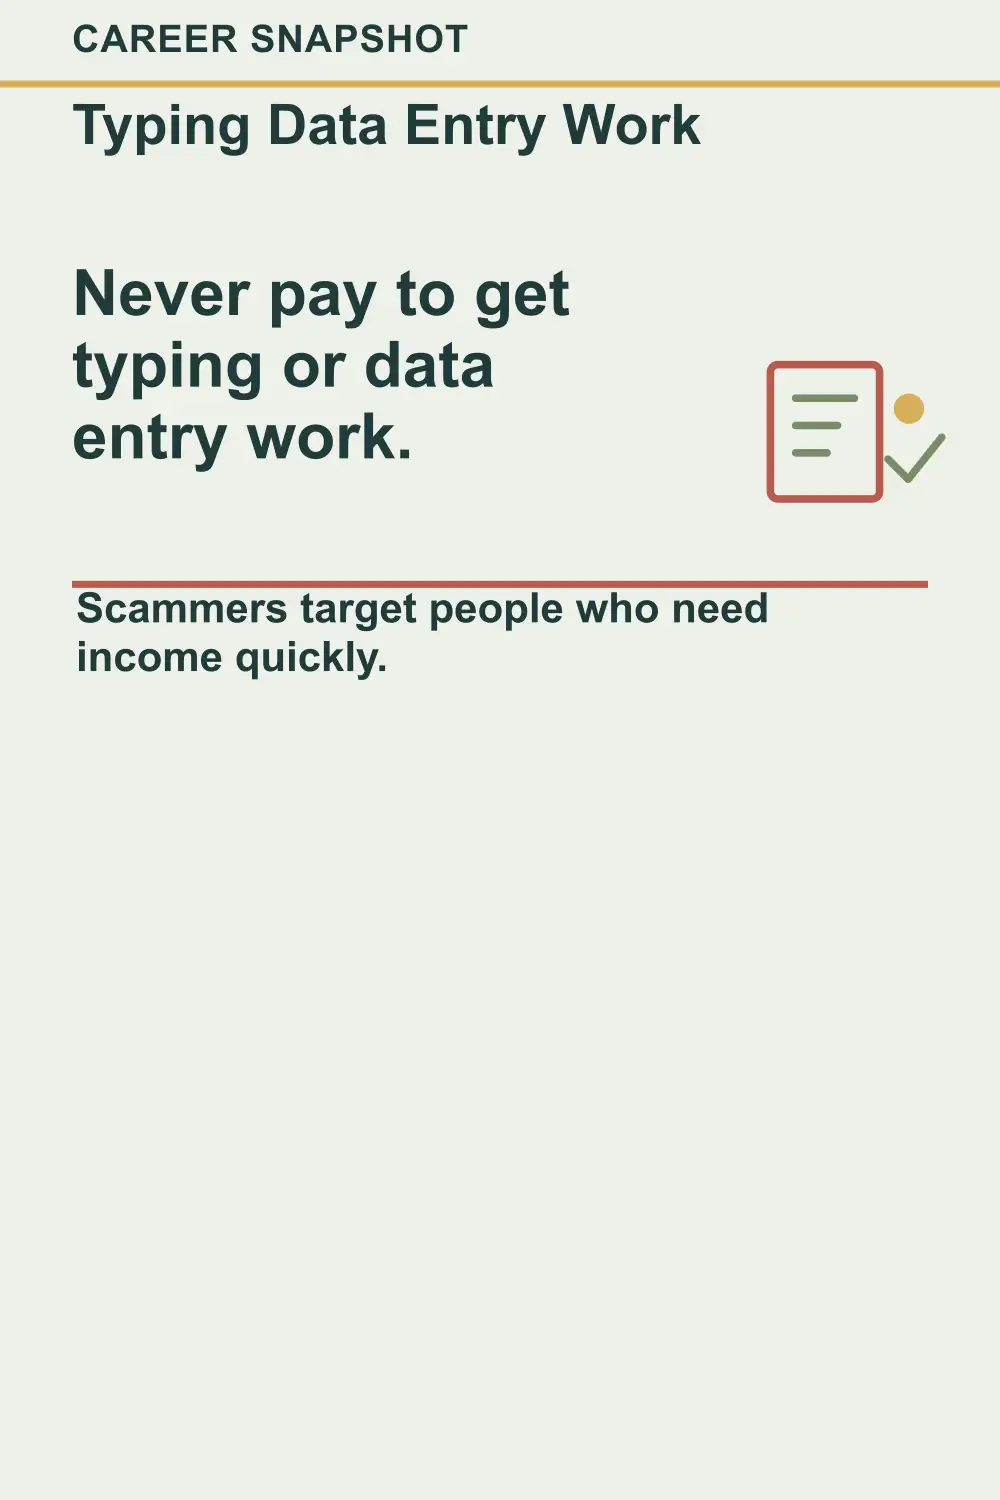 CAREER SNAPSHOT
Typing Data Entry Work
Never pay to get
typing or data
entry work.
Scammers target people who need
income quickly.